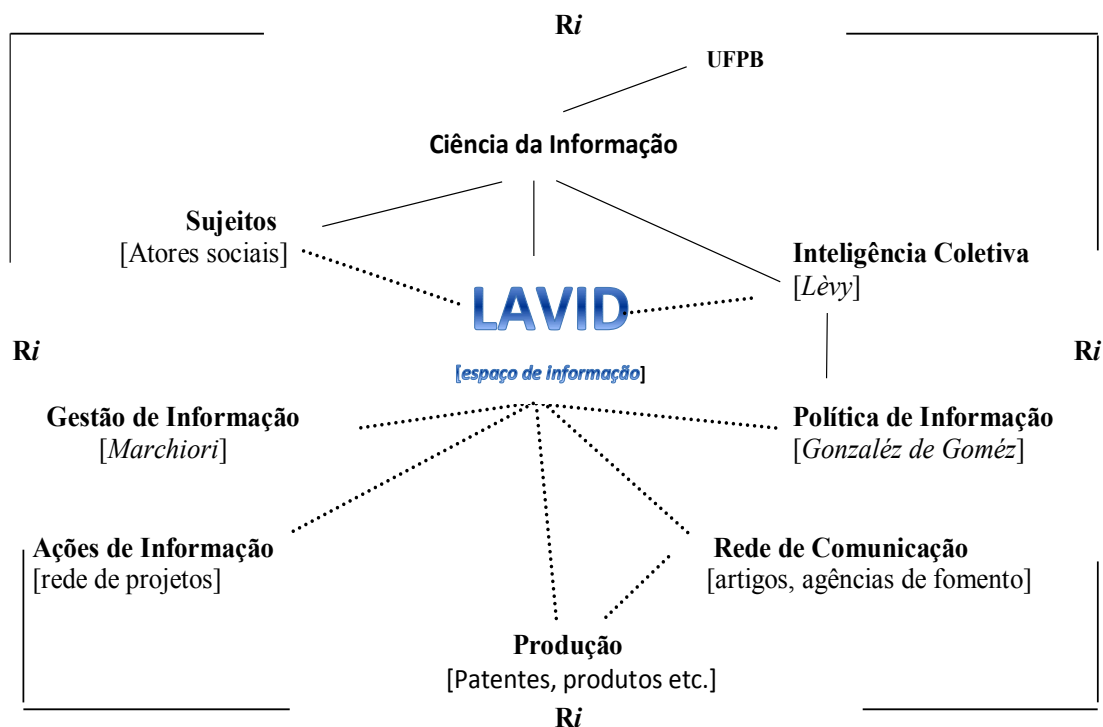 Ri
UFPB
Ciência da Informação
Sujeitos
[Atores sociais]
Inteligência Coletiva
[Lèvy]
LAVID
[espaço de informação]
Ri
Ri
Gestão de Informação
[Marchiori]
Política de Informação
[Gonzaléz de Goméz]
Ações de Informação
[rede de projetos]
Rede de Comunicação
[artigos, agências de fomento]
Produção
[Patentes, produtos etc.]
Ri